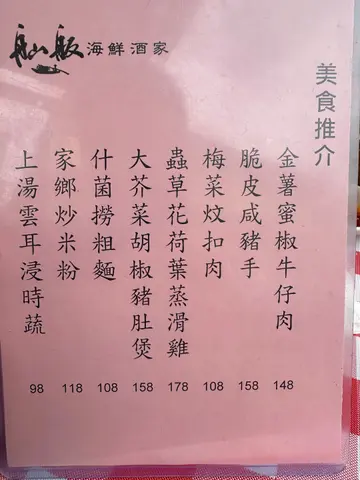 舢舨海鮮酒家
美食推介
金薯蜜椒牛仔肉 148
脆皮咸豬手 158
梅菜炆扣肉 108
蟲草花荷葉蒸滑雞 178
大芥菜胡椒豬肚煲 158
什菌撈粗麵 108
家鄉炒米粉 118
上湯雲耳浸時蔬 98